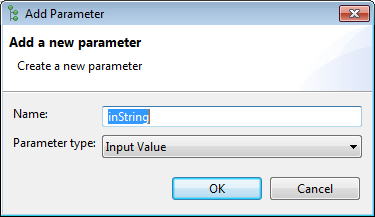 Add Parameter
Add a new parameter
Create a new parameter
Name: inString
Parameter type: Input Value
OK Cancel